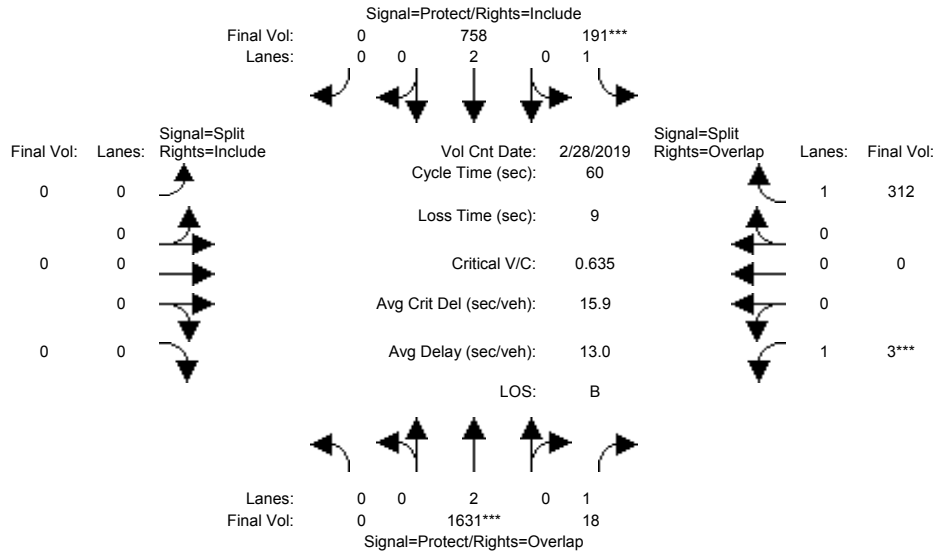 Signal=Protect/Rights=Include
Final Vol: 0 758 191***
Lanes: 0 0 2 0 1
Signal=Split Signal=Split
Final Vol: Lanes: Rights=Include Vol Cnt Date: 2/28/2019 Rights=Overlap Lanes: Final Vol:
Cycle Time (sec): 60
0 0 1 312
Loss Time (sec): 9
0 0
0 0 Critical V/C: 0.635 0 0
0 Avg Crit Del (sec/veh): 15.9 0
0 0 Avg Delay (sec/veh): 13.0 1 3***
LOS: B
Lanes: 0 0 2 0 1
Final Vol: 0 1631*** 18
Signal=Protect/Rights=Overlap